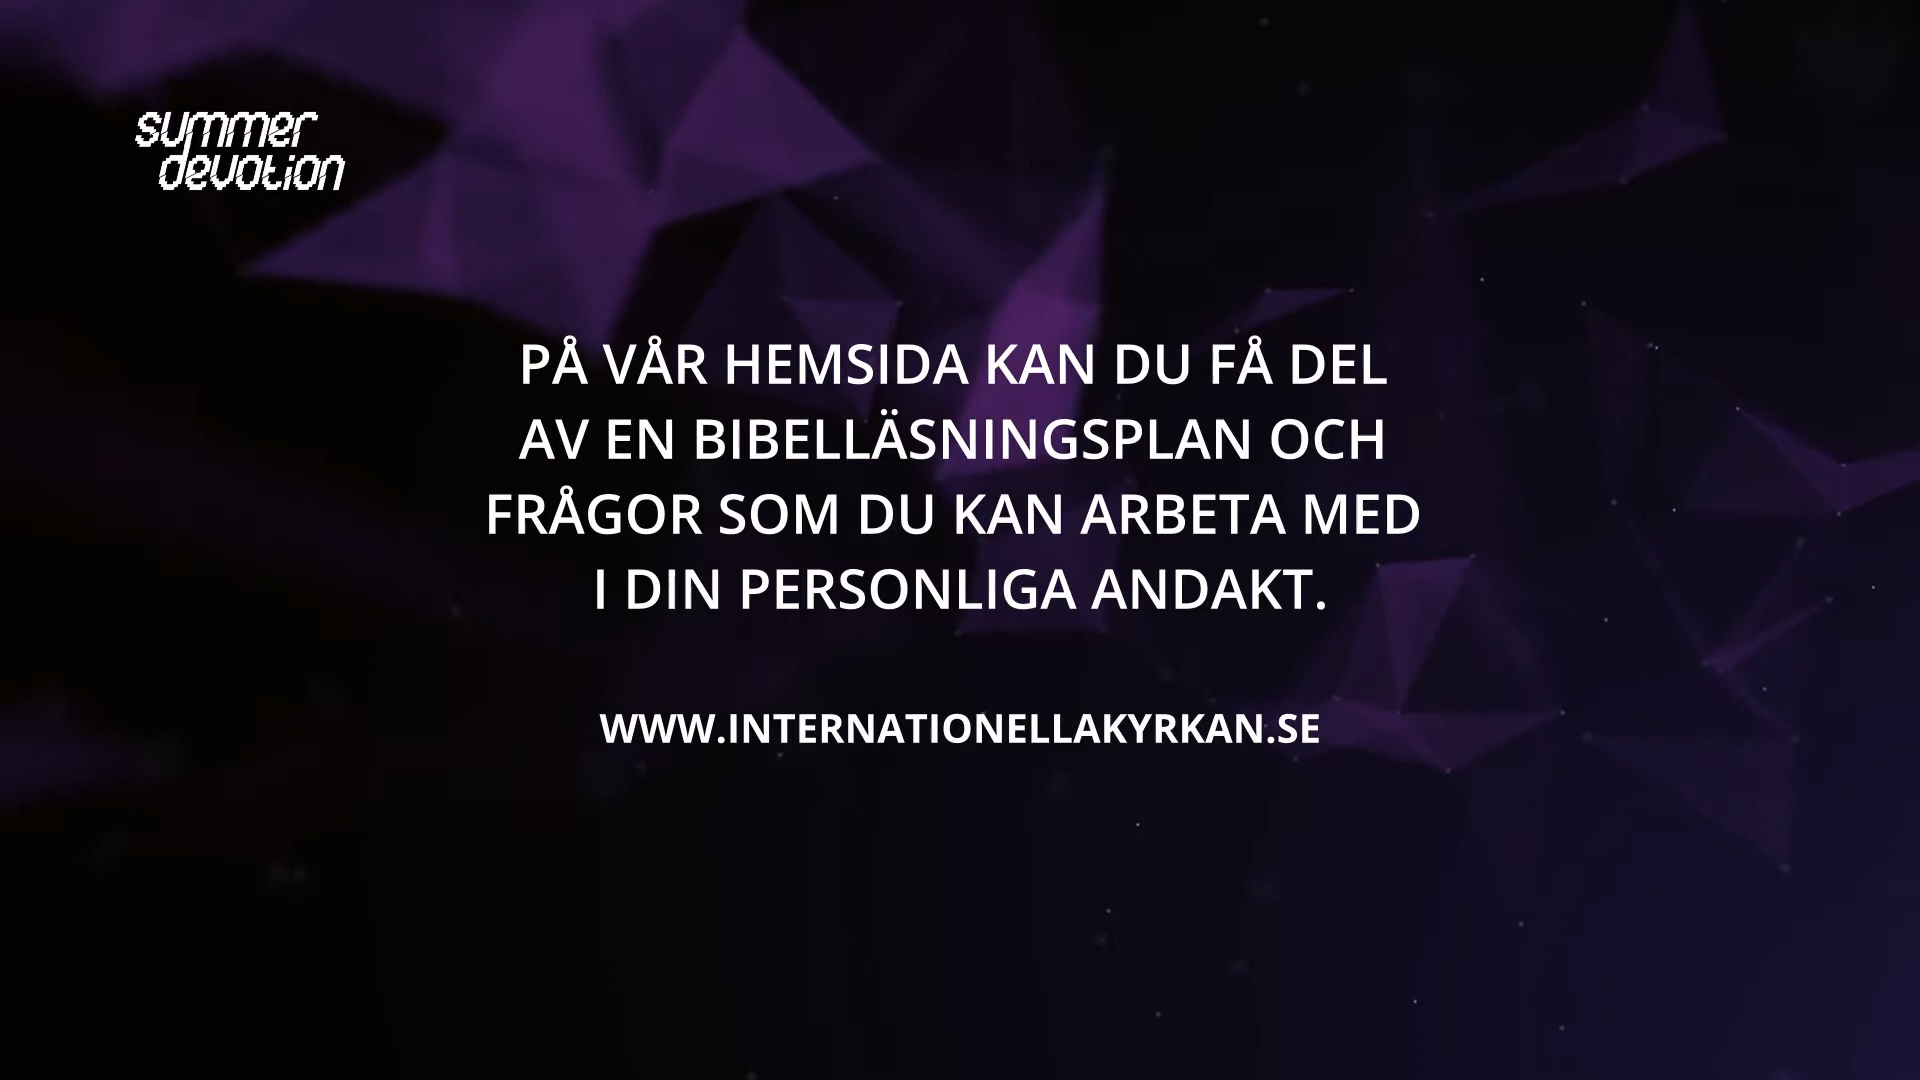 summer
devotion
PÅ VÅR HEMSIDA KAN DU FÅ DEL
AV EN BIBELLÄSNINGSPLAN OCH
FRÅGOR SOM DU KAN ARBETA MED
I DIN PERSONLIGA ANDAKT.
WWW.INTERNATIONELLAKYRKAN.SE